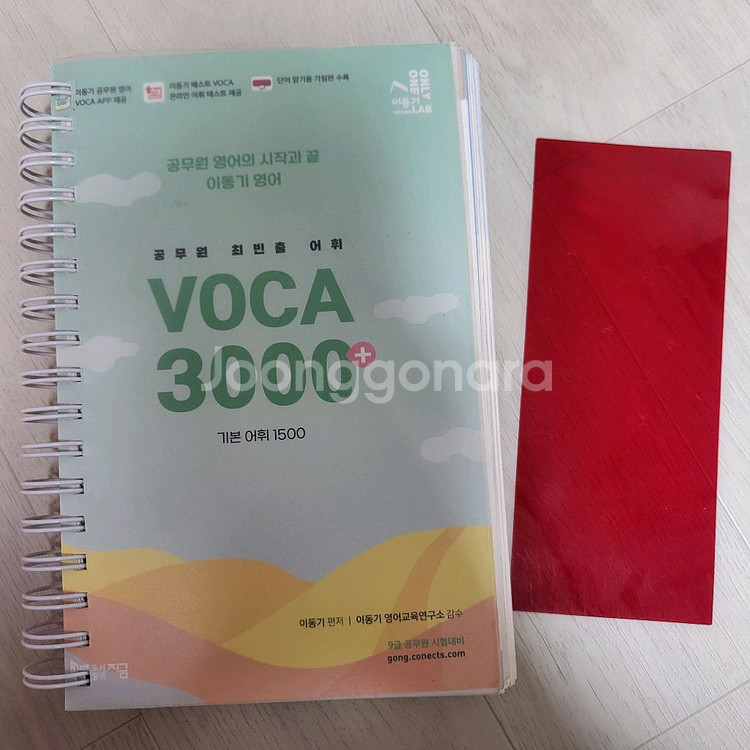 이동기 공무원 영어
VOCA APP 제공
이동기 베스트 VOCA
온라인 어휘 테스트 제공
단어 암기용 가림판 수록
ONLY
ONE
이동기
LAB
공무원 영어의 시작과 끝
이동기 영어
공무원 최빈출 어휘
VOCA
3000+
Joonggonara
기본 어휘 1500
이동기 편저 | 이동기 영어교육연구소 감수
9급 공무원 시험대비
gong.conects.com